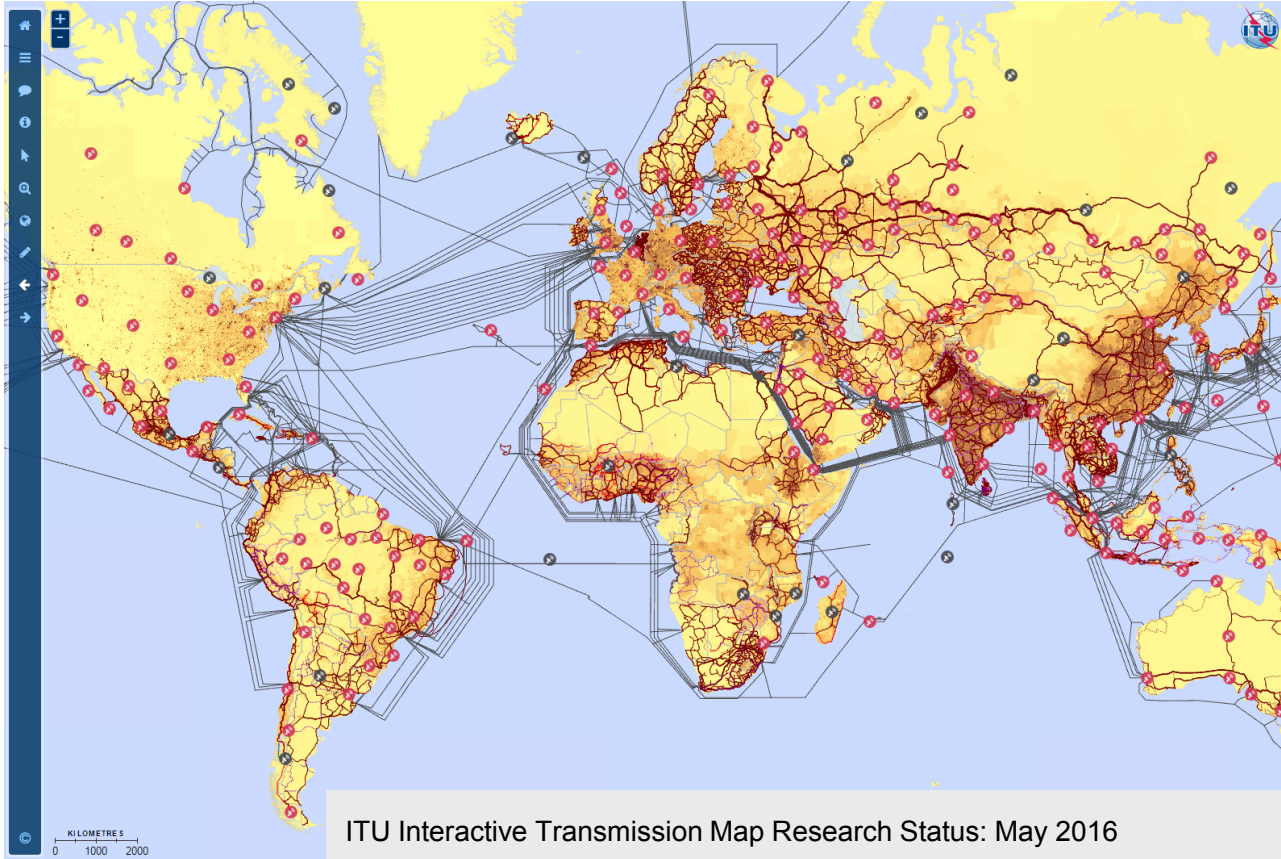 +
-
ITU
KILOMETRES
0 1000 2000
ITU Interactive Transmission Map Research Status: May 2016